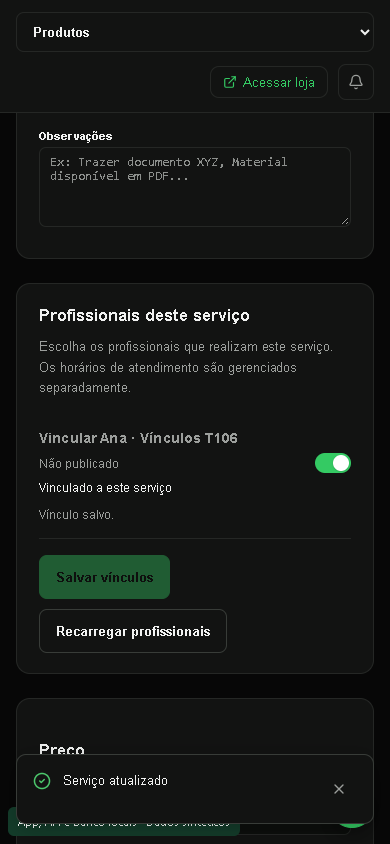 Produtos
Acessar loja
Observações
Ex: Trazer documento XYZ, Material
disponível em PDF...
Profissionais deste serviço
Escolha os profissionais que realizam este serviço.
Os horários de atendimento são gerenciados
separadamente.
Vincular Ana · Vínculos T106
Não publicado
Vinculado a este serviço
Vínculo salvo.
Salvar vínculos
Recarregar profissionais
Preço
Serviço atualizado